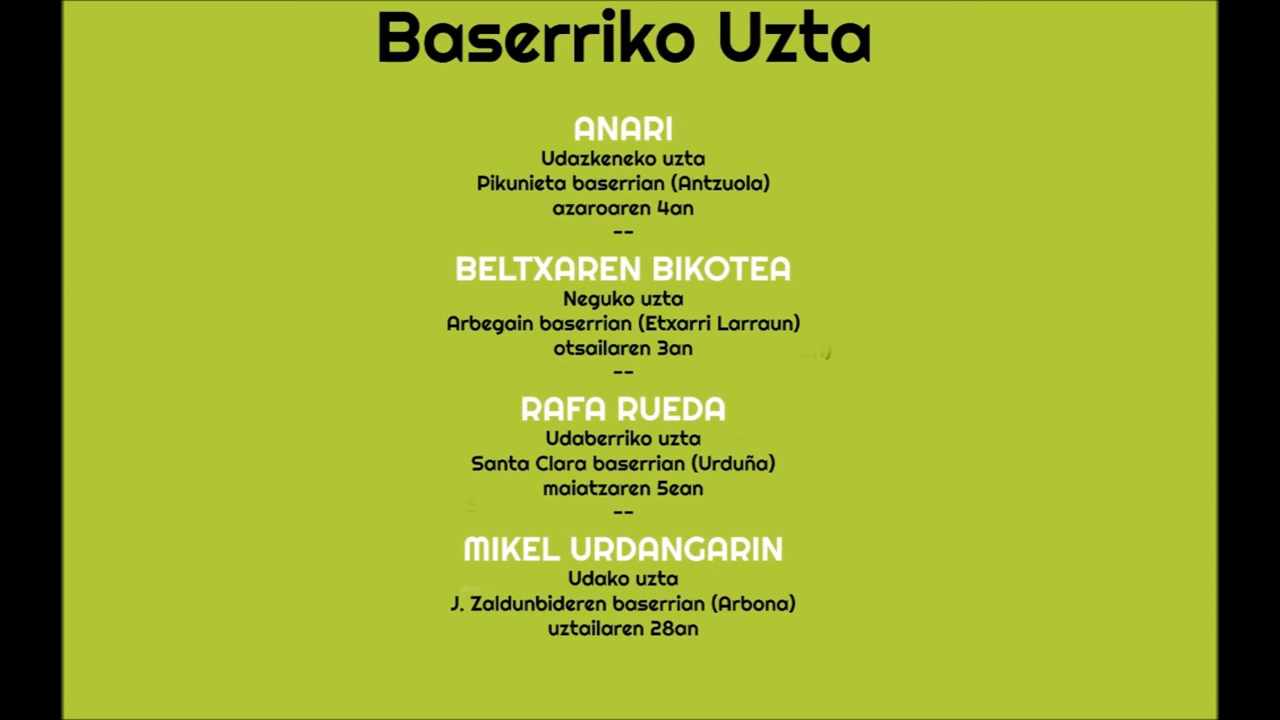 Baserriko Uzta
ANARI
Udazkeneko uzta
Pikunieta baserrian (Antzuola)
azaroaren 4an
--
BELTXAREN BIKOTEA
Neguko uzta
Arbegain baserrian (Etxarri Larraun)
otsailaren 3an
--
RAFA RUEDA
Udaberriko uzta
Santa Clara baserrian (Urduña)
maiatzaren 5ean
--
MIKEL URDANGARIN
Udako uzta
J. Zaldunbideren baserrian (Arbona)
uztailaren 28an